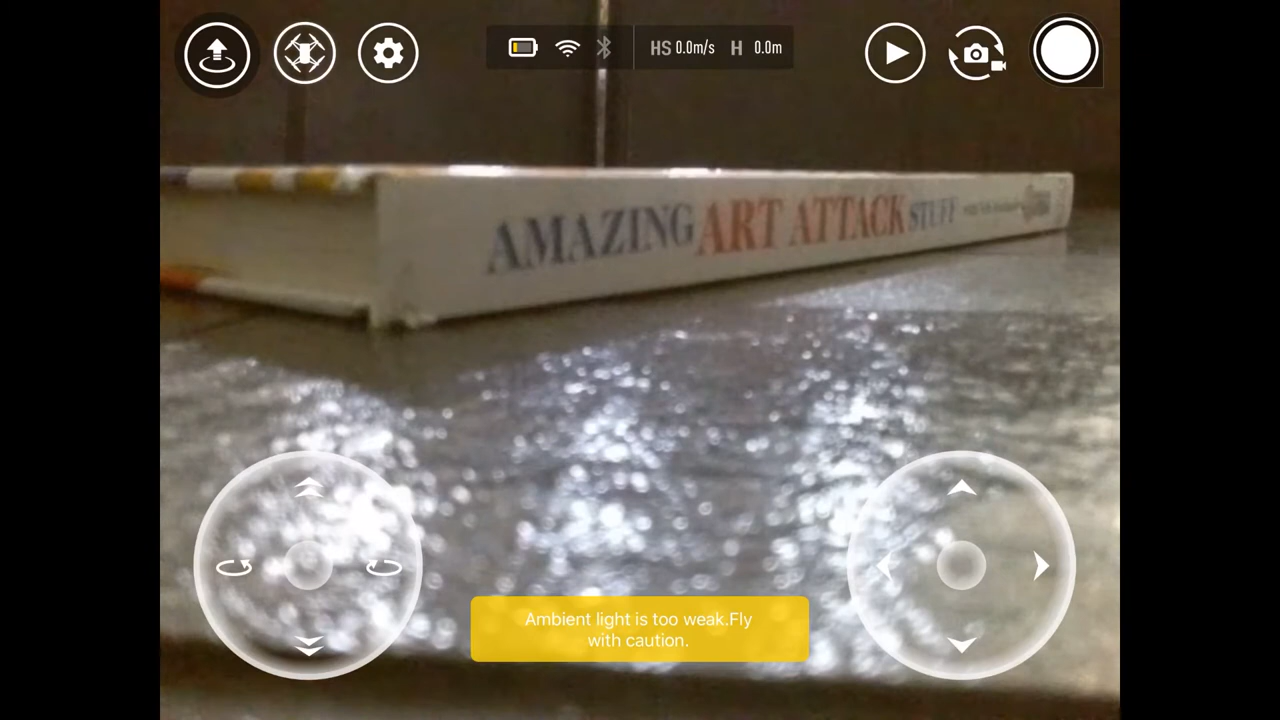 HS 0.0m/s H 0.0m
AMAZING ART ATTACK STUFF
Ambient light is too weak.Fly
with caution.